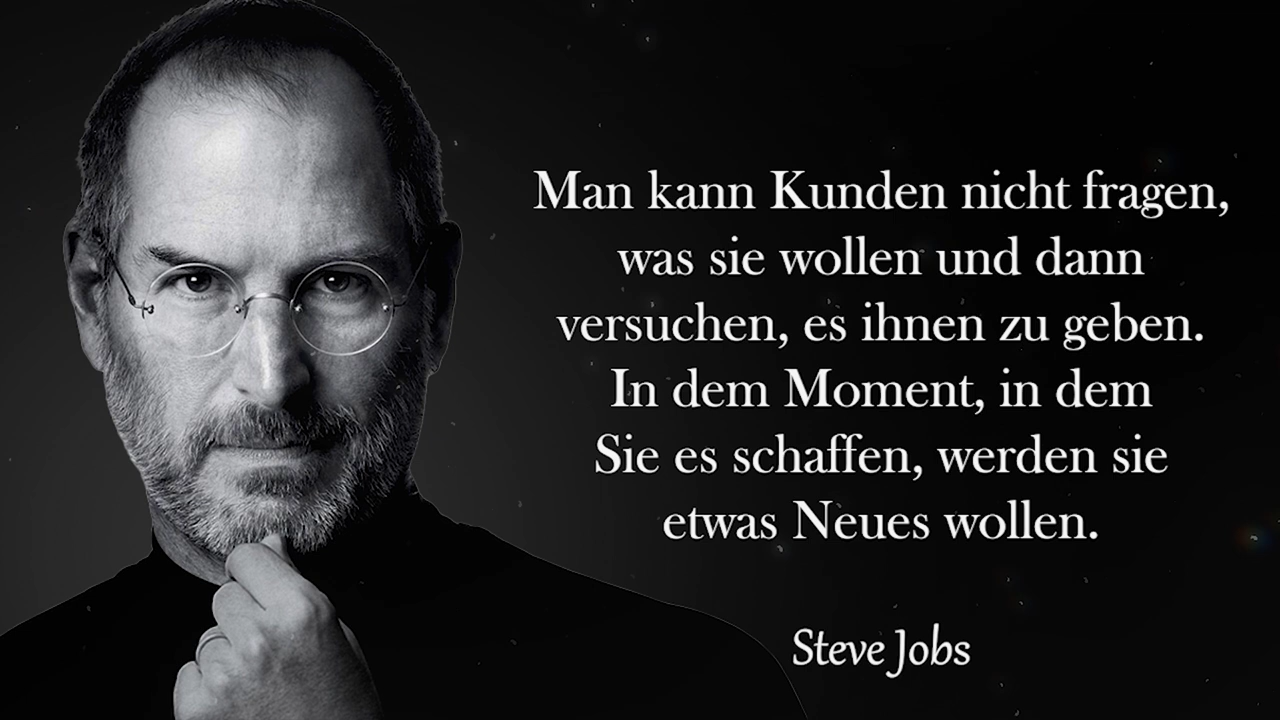 Man kann Kunden nicht fragen,
was sie wollen und dann
versuchen, es ihnen zu geben.
In dem Moment, in dem
Sie es schaffen, werden sie
etwas Neues wollen.
Steve Jobs